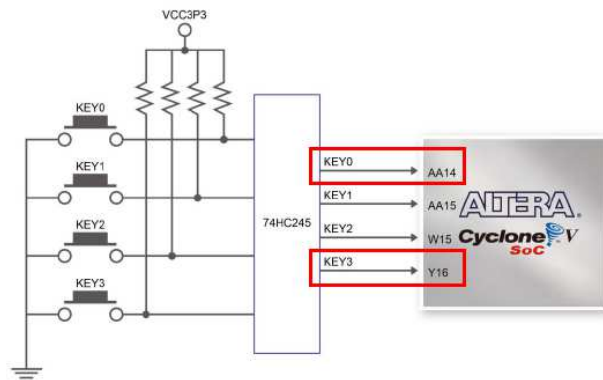 VCC3P3
KEY0
KEY1
KEY2
KEY3
74HC245
KEY0
AA14
KEY1
AA15
KEY2
W15
KEY3
Y16
ALTERA.
Cyclone V
SoC